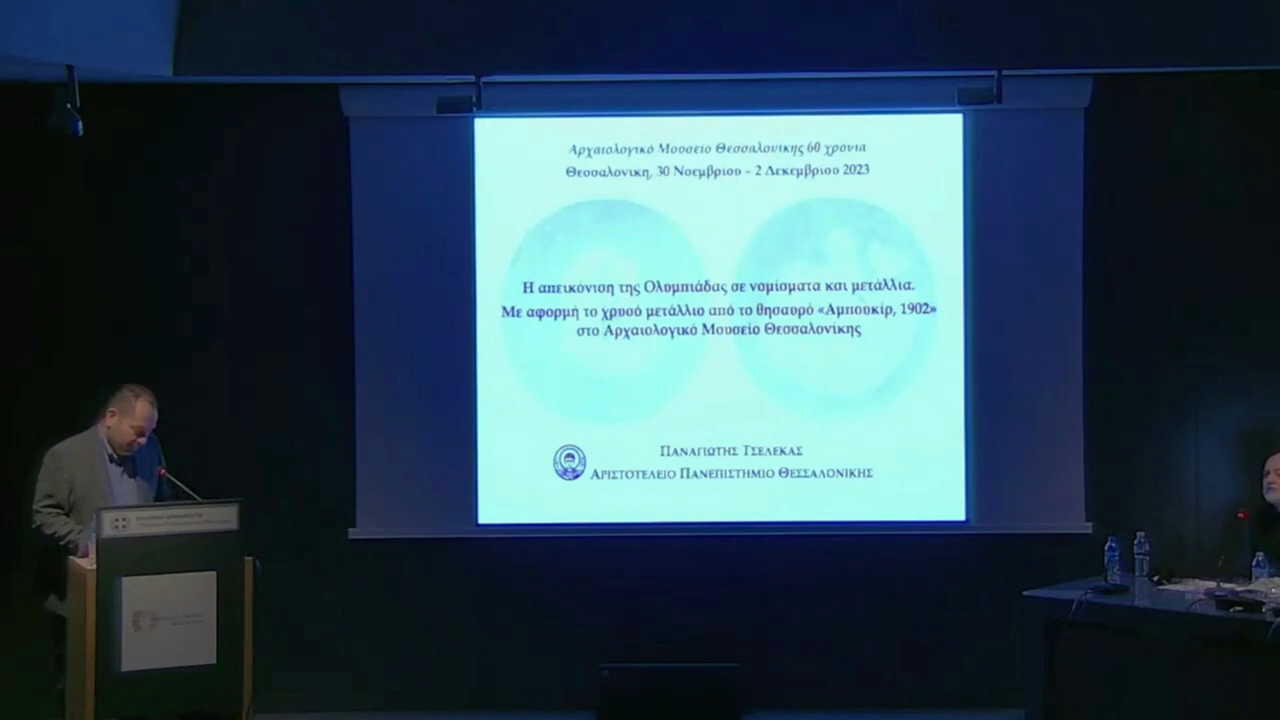 Αρχαιολογικό Μουσείο Θεσσαλονίκης 60 χρόνια
Θεσσαλονίκη, 30 Νοεμβρίου - 2 Δεκεμβρίου 2023
Η απεικόνιση της Ολυμπιάδας σε νομίσματα και μετάλλια.
Με αφορμή το χρυσό μετάλλιο από το θησαυρό «Αμπουκίρ, 1902»
στο Αρχαιολογικό Μουσείο Θεσσαλονίκης
ΠΑΝΑΓΙΩΤΗΣ ΤΣΕΛΕΚΑΣ
ΑΡΙΣΤΟΤΕΛΕΙΟ ΠΑΝΕΠΙΣΤΗΜΙΟ ΘΕΣΣΑΛΟΝΙΚΗΣ